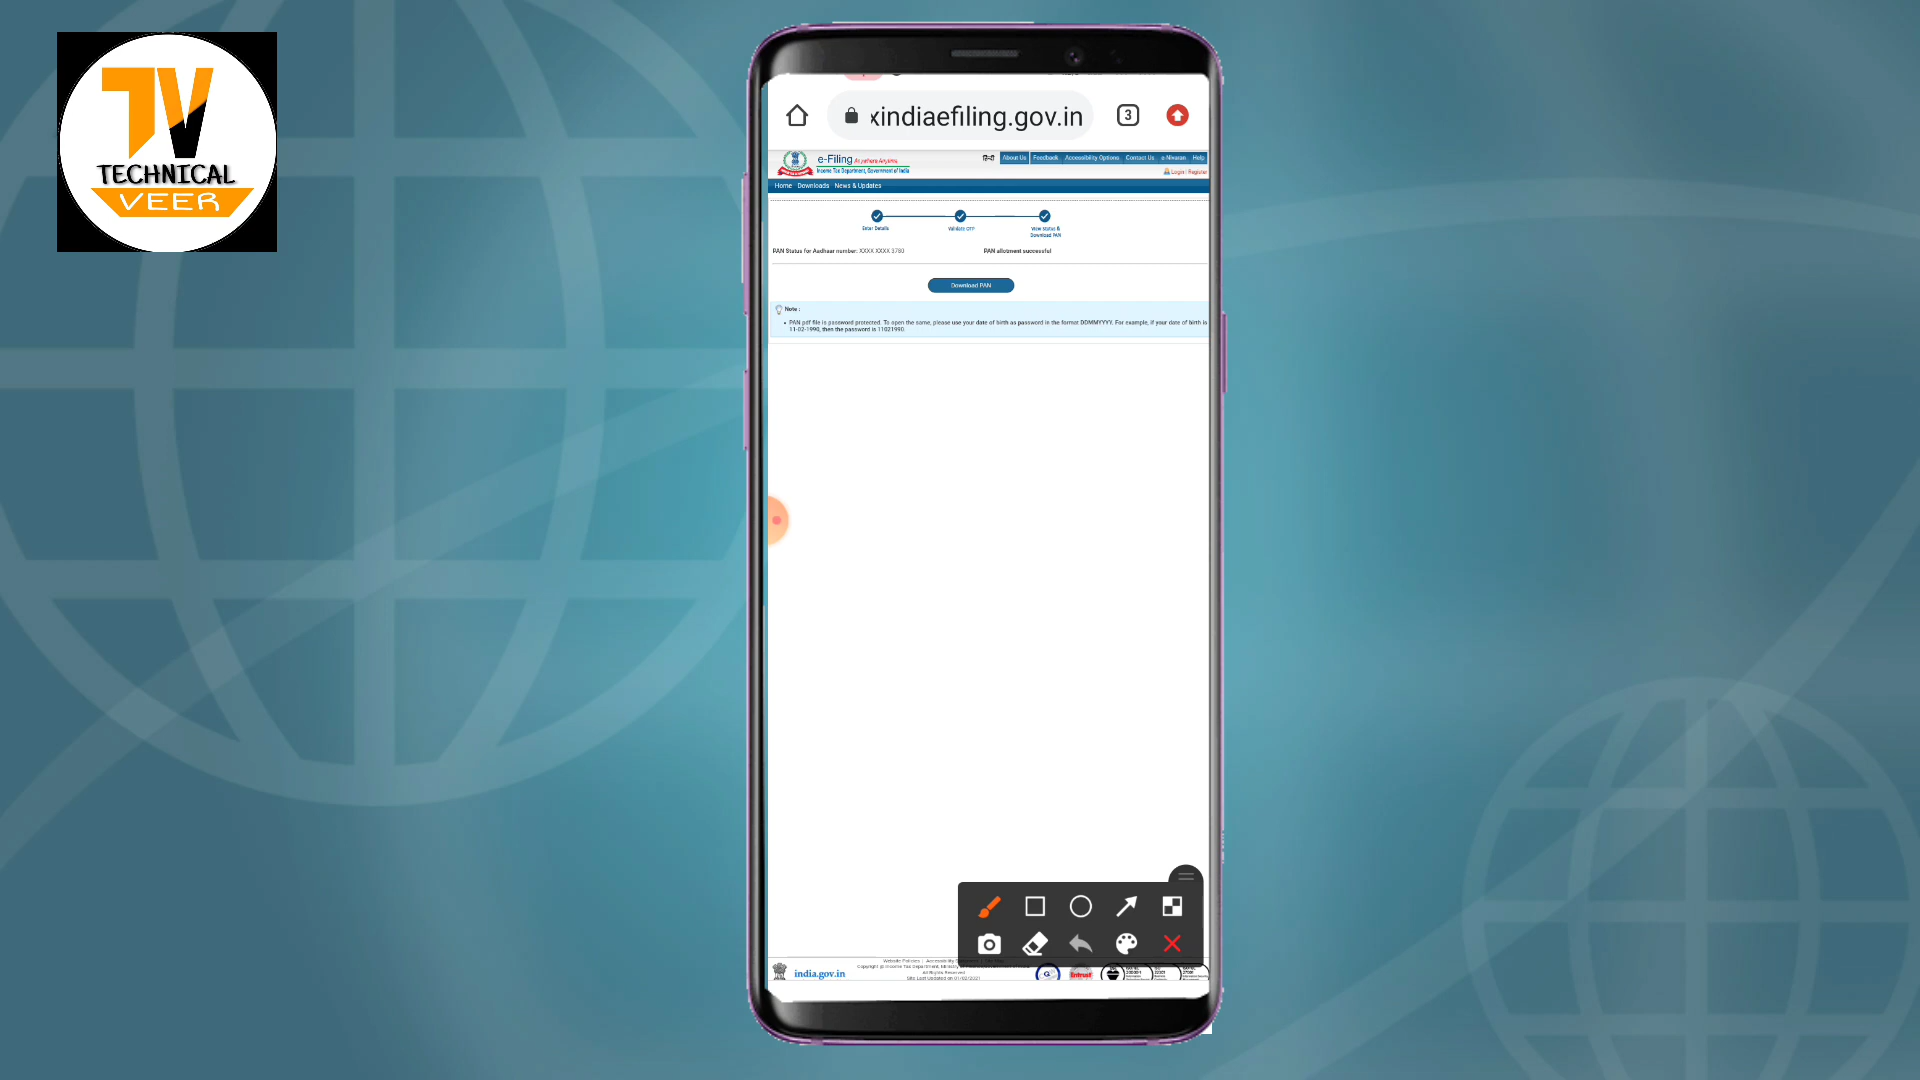 TV
TECHNICAL
VEER
xindiaefiling.gov.in
3
e-Filing Anywhere Anytime
Income Tax Department, Government of India
हिन्दी About Us Feedback Accessibility Options Contact Us e-Nivaran Help
Login | Register
Home Downloads News & Updates
Enter Details
Validate OTP
View Status &
Download PAN
PAN Status for Aadhaar number: XXXX XXXX 3780
PAN allotment successful
Download PAN
Note :
PAN pdf file is password protected. To open the same, please use your date of birth as password in the format DDMMYYYY. For example, if your date of birth is
11-02-1990, then the password is 11021990.
india.gov.in
Website Policies | Accessibility
Copyright @ Income Tax Department, Ministry
All Rights Reserved
Site Last Updated on 01/02/2021
Entrust